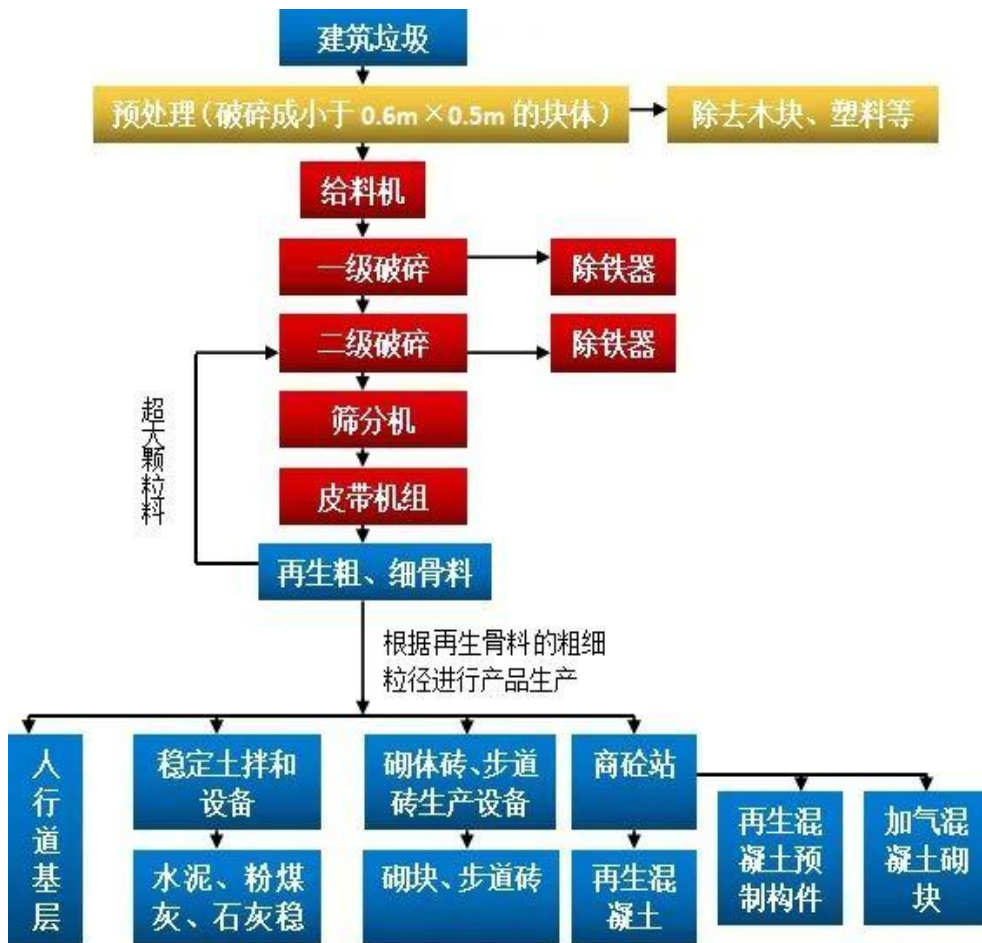 建筑垃圾
预处理（破碎成小于 0.6m×0.5m 的块体）
除去木块、塑料等
给料机
一级破碎
除铁器
二级破碎
除铁器
超大颗粒料
筛分机
皮带机组
再生粗、细骨料
根据再生骨料的粗细
粒径进行产品生产
人行道基层
稳定土拌和
设备
砌体砖、步道
砖生产设备
商砼站
水泥、粉煤
灰、石灰稳
砌块、步道砖
再生混
凝土
再生混
凝土预
制构件
加气混
凝土砌
块